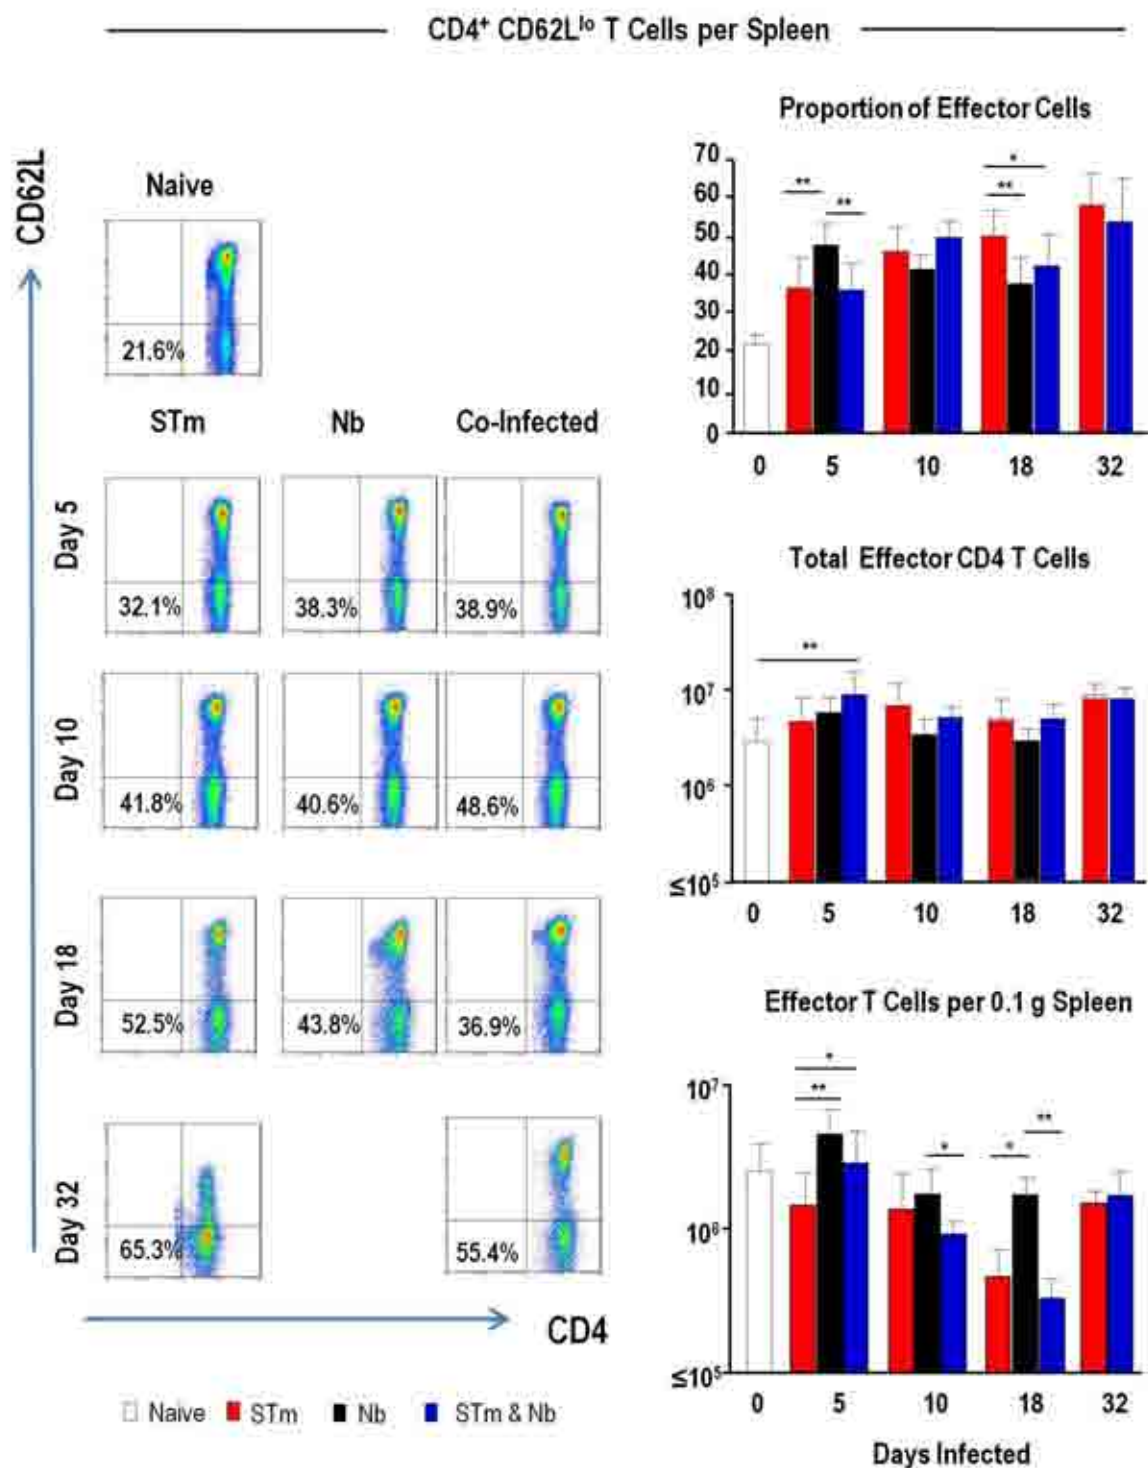 CD4⁺ CD62Lˡᵒ T Cells per Spleen
CD62L
Naive
21.6%
STm Nb Co-Infected
Day 5
32.1% 38.3% 38.9%
Day 10
41.8% 40.6% 48.6%
Day 18
52.5% 43.8% 36.9%
Day 32
65.3% 55.4%
CD4
Naive STm Nb STm & Nb
Proportion of Effector Cells
70
60
50
40
30
20
10
0
** ** * **
0 5 10 18 32
Total Effector CD4 T Cells
10⁸
10⁷
10⁶
≤10⁵
**
0 5 10 18 32
Effector T Cells per 0.1 g Spleen
10⁷
10⁶
≤10⁵
* ** * * **
0 5 10 18 32
Days Infected